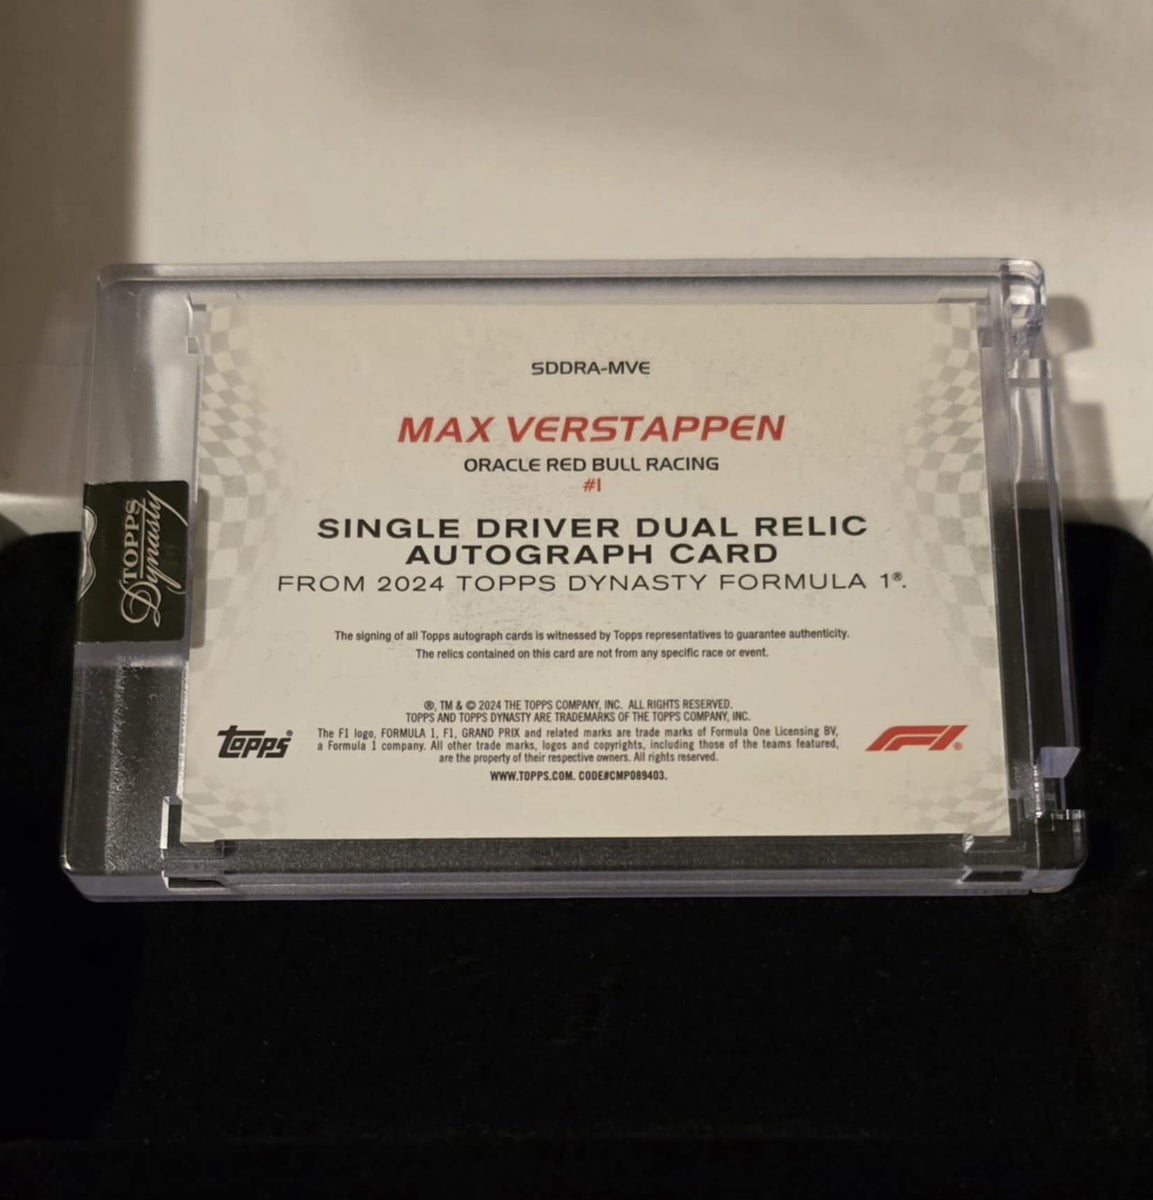 SDDRA-MVE
MAX VERSTAPPEN
ORACLE RED BULL RACING
#1
SINGLE DRIVER DUAL RELIC
AUTOGRAPH CARD
FROM 2024 TOPPS DYNASTY FORMULA 1®.
The signing of all Topps autograph cards is witnessed by Topps representatives to guarantee authenticity.
The relics contained on this card are not from any specific race or event.
®, TM & © 2024 THE TOPPS COMPANY, INC. ALL RIGHTS RESERVED.
TOPPS AND TOPPS DYNASTY ARE TRADEMARKS OF THE TOPPS COMPANY, INC.
The F1 logo, FORMULA 1, F1, GRAND PRIX and related marks are trade marks of Formula One Licensing BV,
a Formula 1 company. All other trade marks, logos and copyrights, including those of the teams featured,
are the property of their respective owners. All rights reserved.
WWW.TOPPS.COM. CODE#CMP089403.
Topps®
F1®
TOPPS
Dynasty